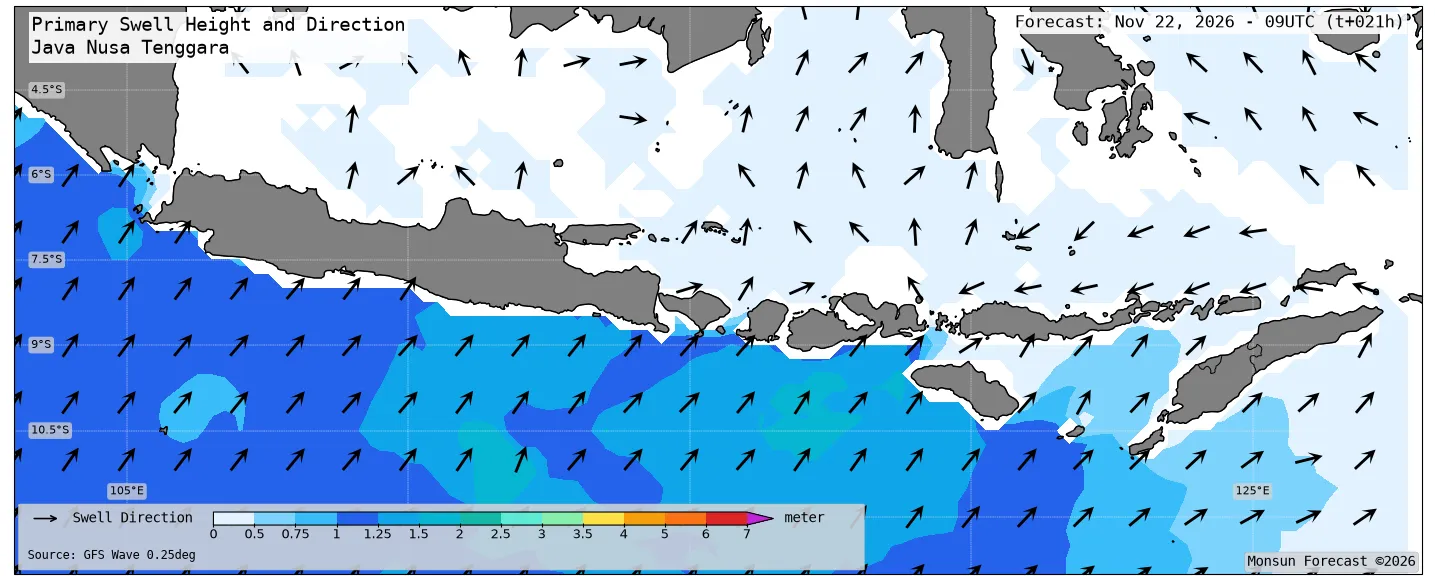 Primary Swell Height and Direction
Java Nusa Tenggara
Forecast: Nov 22, 2026 - 09UTC (t+021h)
4.5°S
6°S
7.5°S
9°S
10.5°S
105°E
125°E
Swell Direction
0 0.5 0.75 1 1.25 1.5 2 2.5 3 3.5 4 5 6 7
meter
Source: GFS Wave 0.25deg
Monsun Forecast ©2026